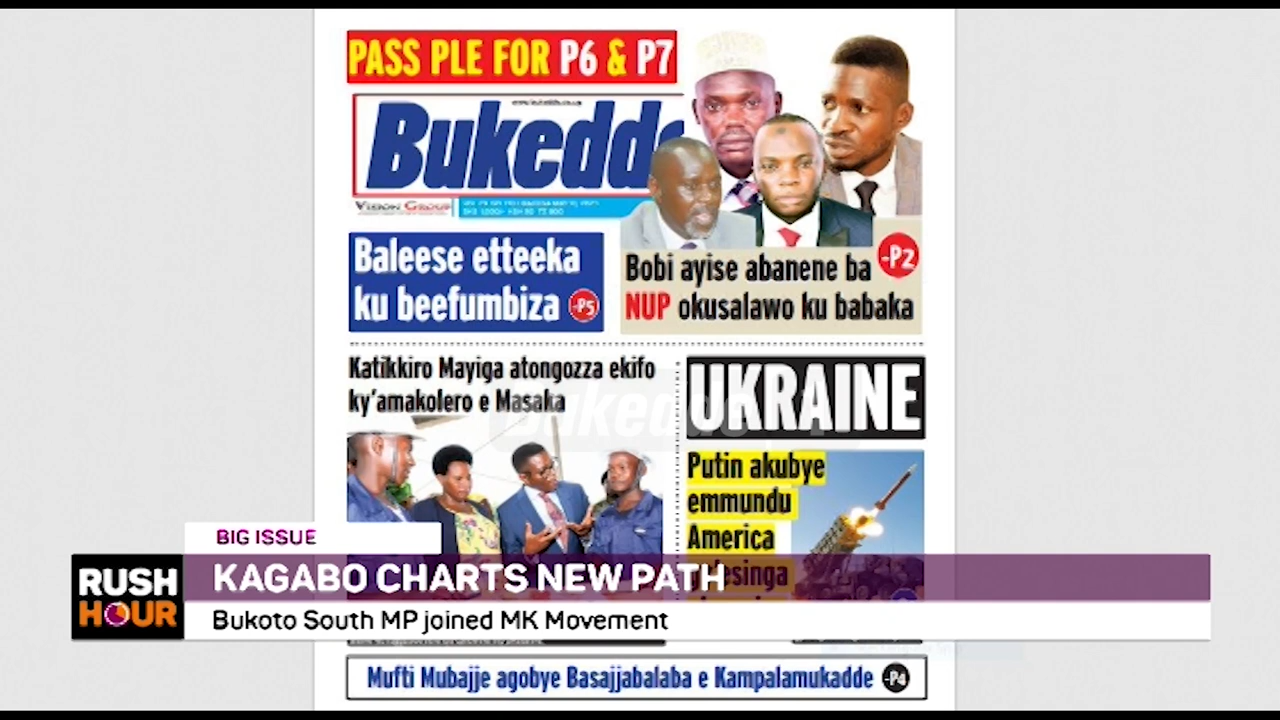 PASS PLE FOR P6 & P7
Bukedd
VISION GROUP
Baleese etteeka
ku beefumbiza -P5
Bobi ayise abanene ba -P2
NUP okusalawo ku babaka
Katikkiro Mayiga atongozza ekifo
ky'amakolero e Masaka
UKRAINE
Putin akubye
emmundu
America
BIG ISSUE
RUSH
HOUR
KAGABO CHARTS NEW PATH
Bukoto South MP joined MK Movement
Mufti Mubajje agobye Basajjabalaba e Kampalamukadde -P4